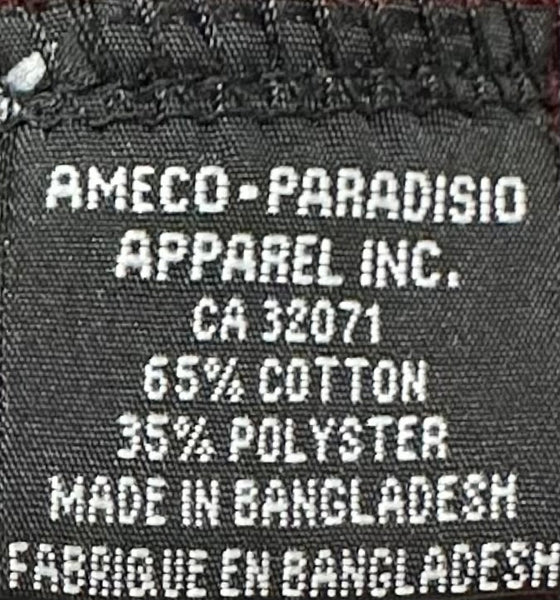 AMECO-PARADISIO
APPAREL INC.
CA 32071
65% COTTON
35% POLYSTER
MADE IN BANGLADESH
FABRIQUE EN BANGLADESH